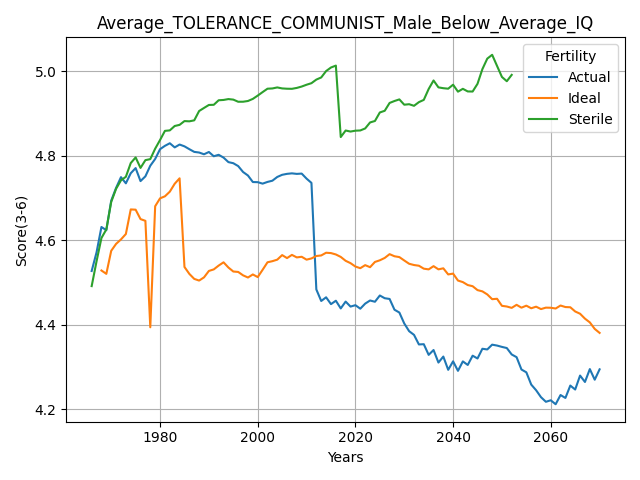 Average_TOLERANCE_COMMUNIST_Male_Below_Average_IQ
Fertility
Actual
Ideal
Sterile
Score(3-6)
5.0
4.8
4.6
4.4
4.2
1980 2000 2020 2040 2060
Years